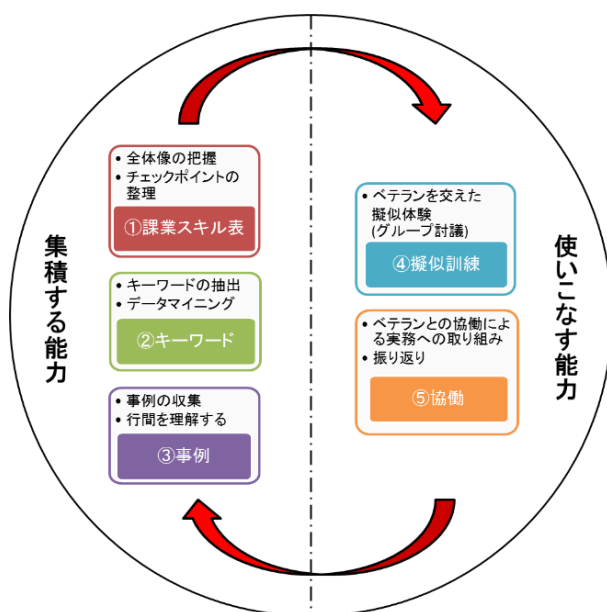 集積する能力
• 全体像の把握
• チェックポイントの
整理
①課業スキル表
• キーワードの抽出
• データマイニング
②キーワード
• 事例の収集
• 行間を理解する
③事例
• ベテランを交えた
擬似体験
(グループ討議)
④擬似訓練
• ベテランとの協働によ
る実務への取り組み
• 振り返り
⑤協働
使いこなす能力